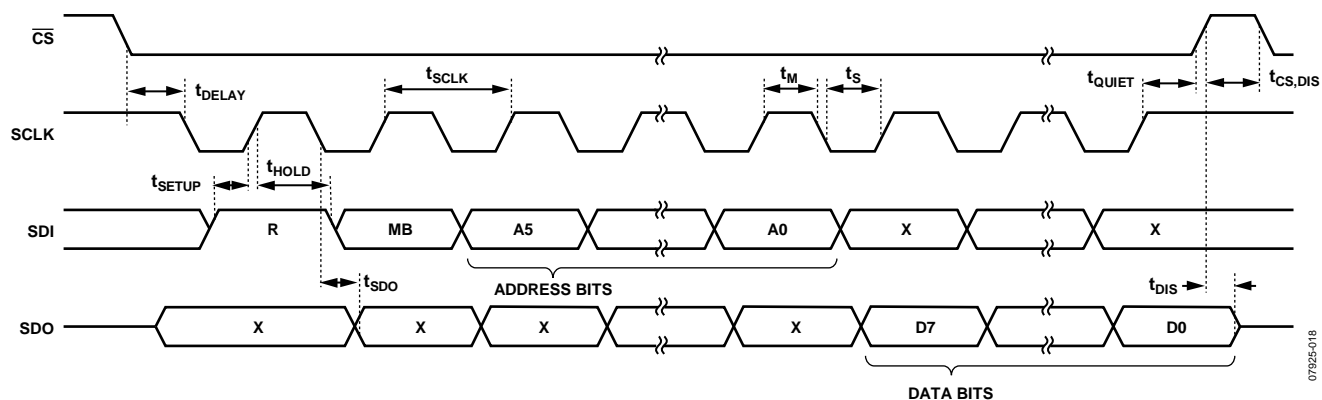 CS
tDELAY
tSCLK
tM
tS
tQUIET
tCS,DIS
SCLK
tSETUP
tHOLD
SDI
R
MB
A5
A0
X
X
tSDO
ADDRESS BITS
tDIS
SDO
X
X
X
X
D7
D0
DATA BITS
07925-018